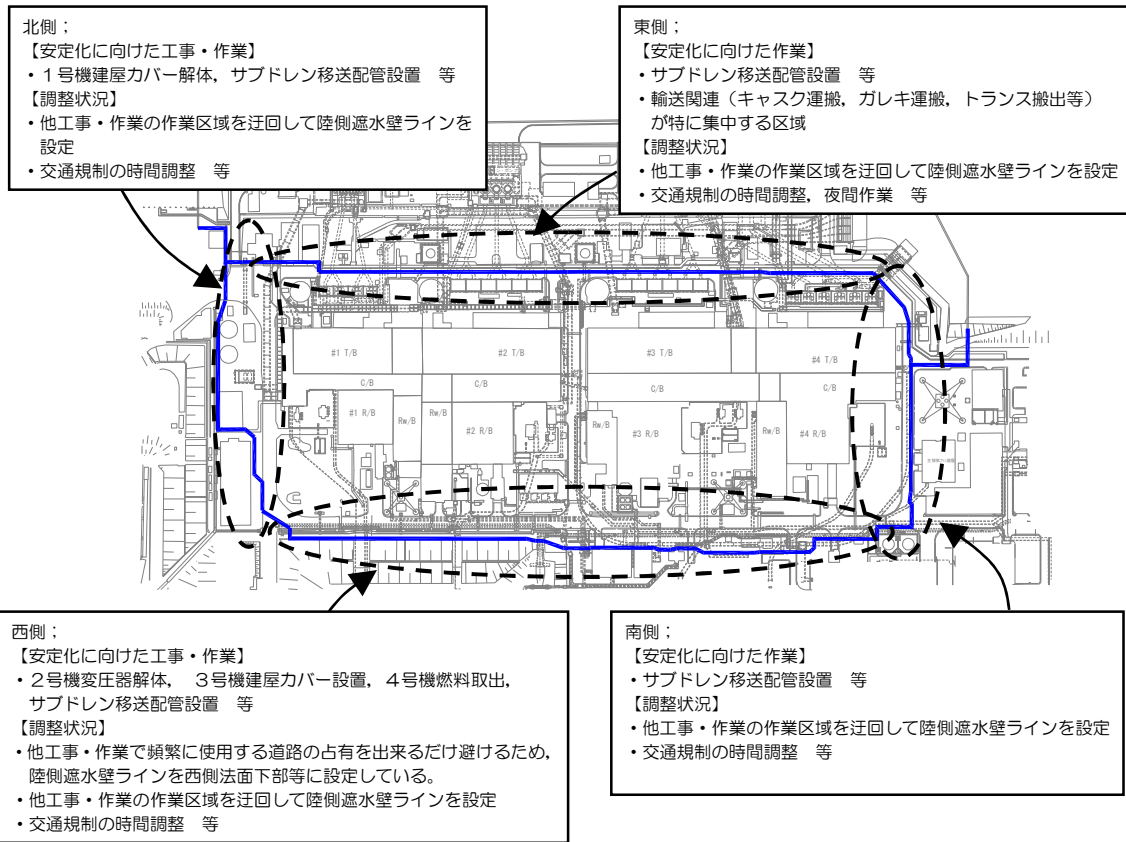 北側；
【安定化に向けた工事・作業】
・１号機建屋カバー解体，サブドレン移送配管設置　等
【調整状況】
・他工事・作業の作業区域を迂回して陸側遮水壁ラインを
設定
・交通規制の時間調整　等
東側；
【安定化に向けた作業】
・サブドレン移送配管設置　等
・輸送関連（キャスク運搬，ガレキ運搬，トランス搬出等）
が特に集中する区域
【調整状況】
・他工事・作業の作業区域を迂回して陸側遮水壁ラインを設定
・交通規制の時間調整，夜間作業　等
#1 T/B
#2 T/B
#3 T/B
#4 T/B
C/B
C/B
C/B
C/B
#1 R/B
Rw/B
Rw/B
#2 R/B
Rw/B
#3 R/B
Rw/B
#4 R/B
西側；
【安定化に向けた工事・作業】
・２号機変圧器解体，　３号機建屋カバー設置，４号機燃料取出，
サブドレン移送配管設置　等
【調整状況】
・他工事・作業で頻繁に使用する道路の占有を出来るだけ避けるため，
陸側遮水壁ラインを西側法面下部等に設定している。
・他工事・作業の作業区域を迂回して陸側遮水壁ラインを設定
・交通規制の時間調整　等
南側；
【安定化に向けた作業】
・サブドレン移送配管設置　等
【調整状況】
・他工事・作業の作業区域を迂回して陸側遮水壁ラインを設定
・交通規制の時間調整　等